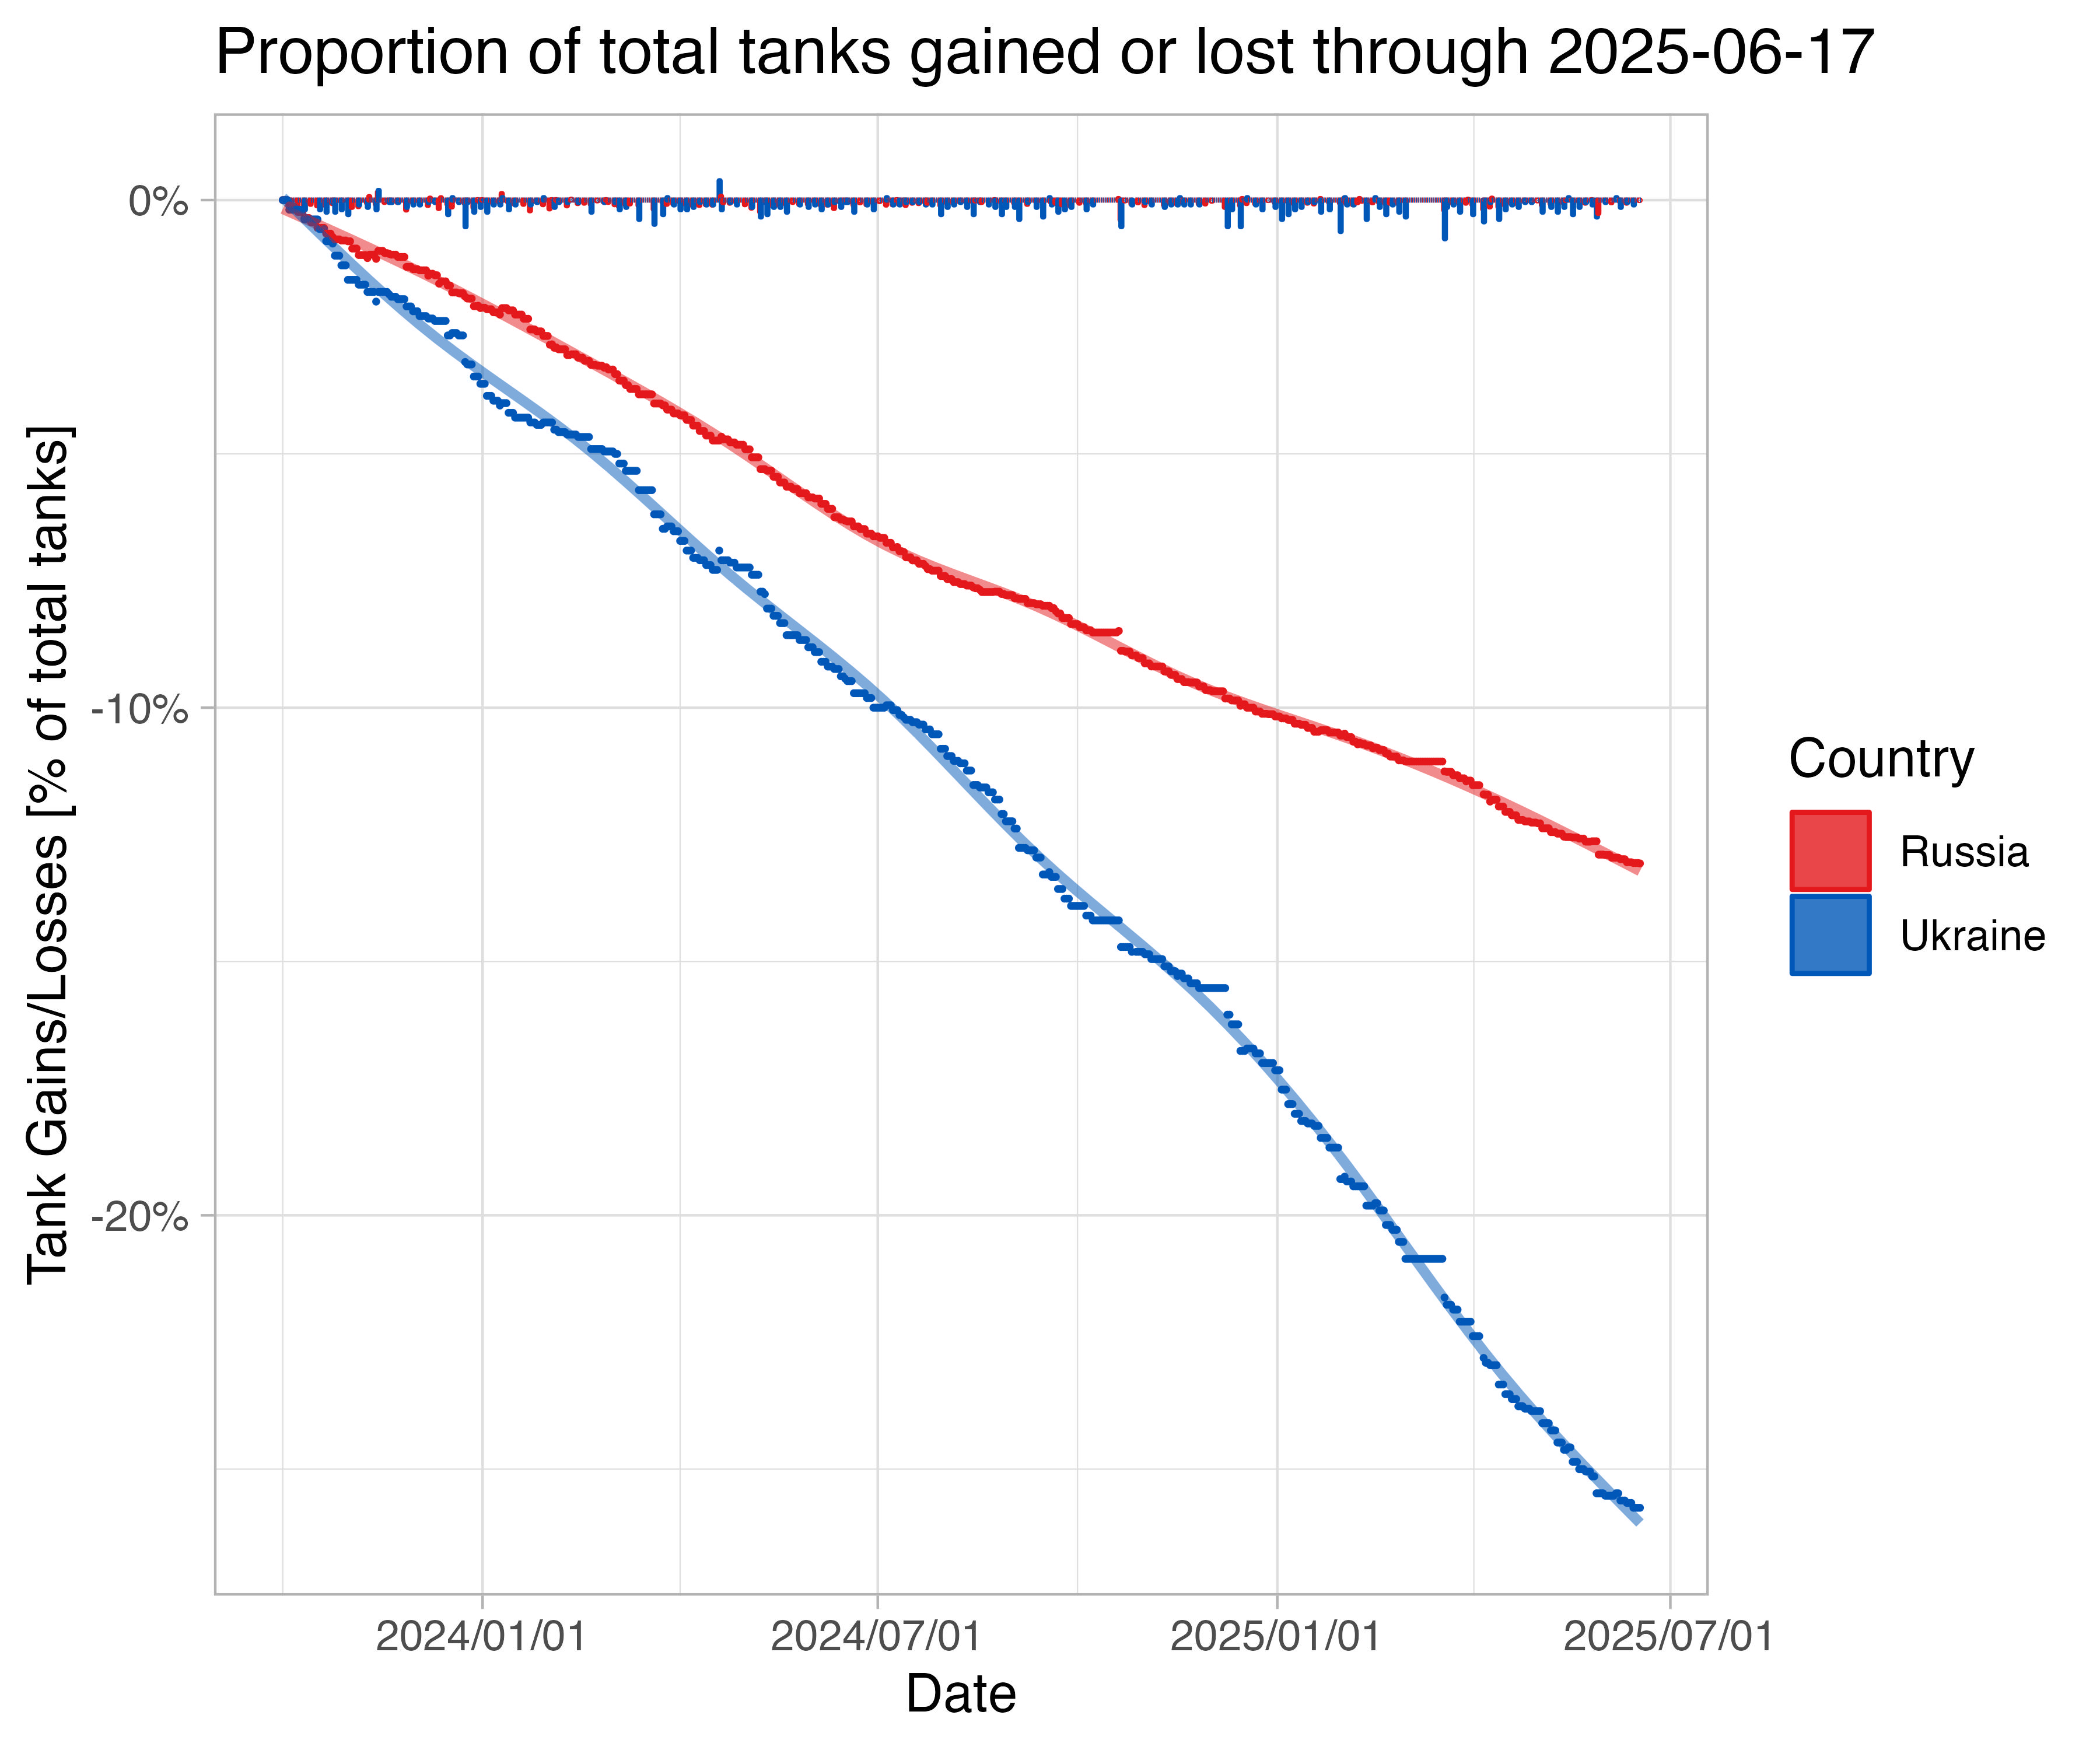 Proportion of total tanks gained or lost through 2025-06-17
Tank Gains/Losses [% of total tanks]
0%
-10%
-20%
2024/01/01
2024/07/01
2025/01/01
2025/07/01
Date
Country
Russia
Ukraine